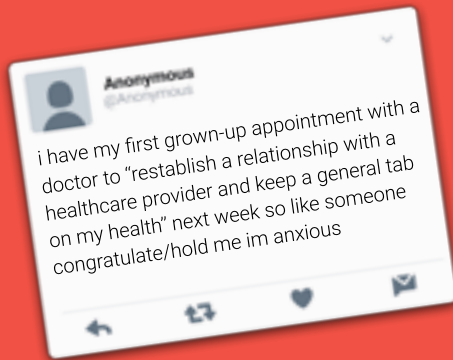 Anonymous
@Anonymous
i have my first grown-up appointment with a
doctor to "restablish a relationship with a
healthcare provider and keep a general tab
on my health" next week so like someone
congratulate/hold me im anxious